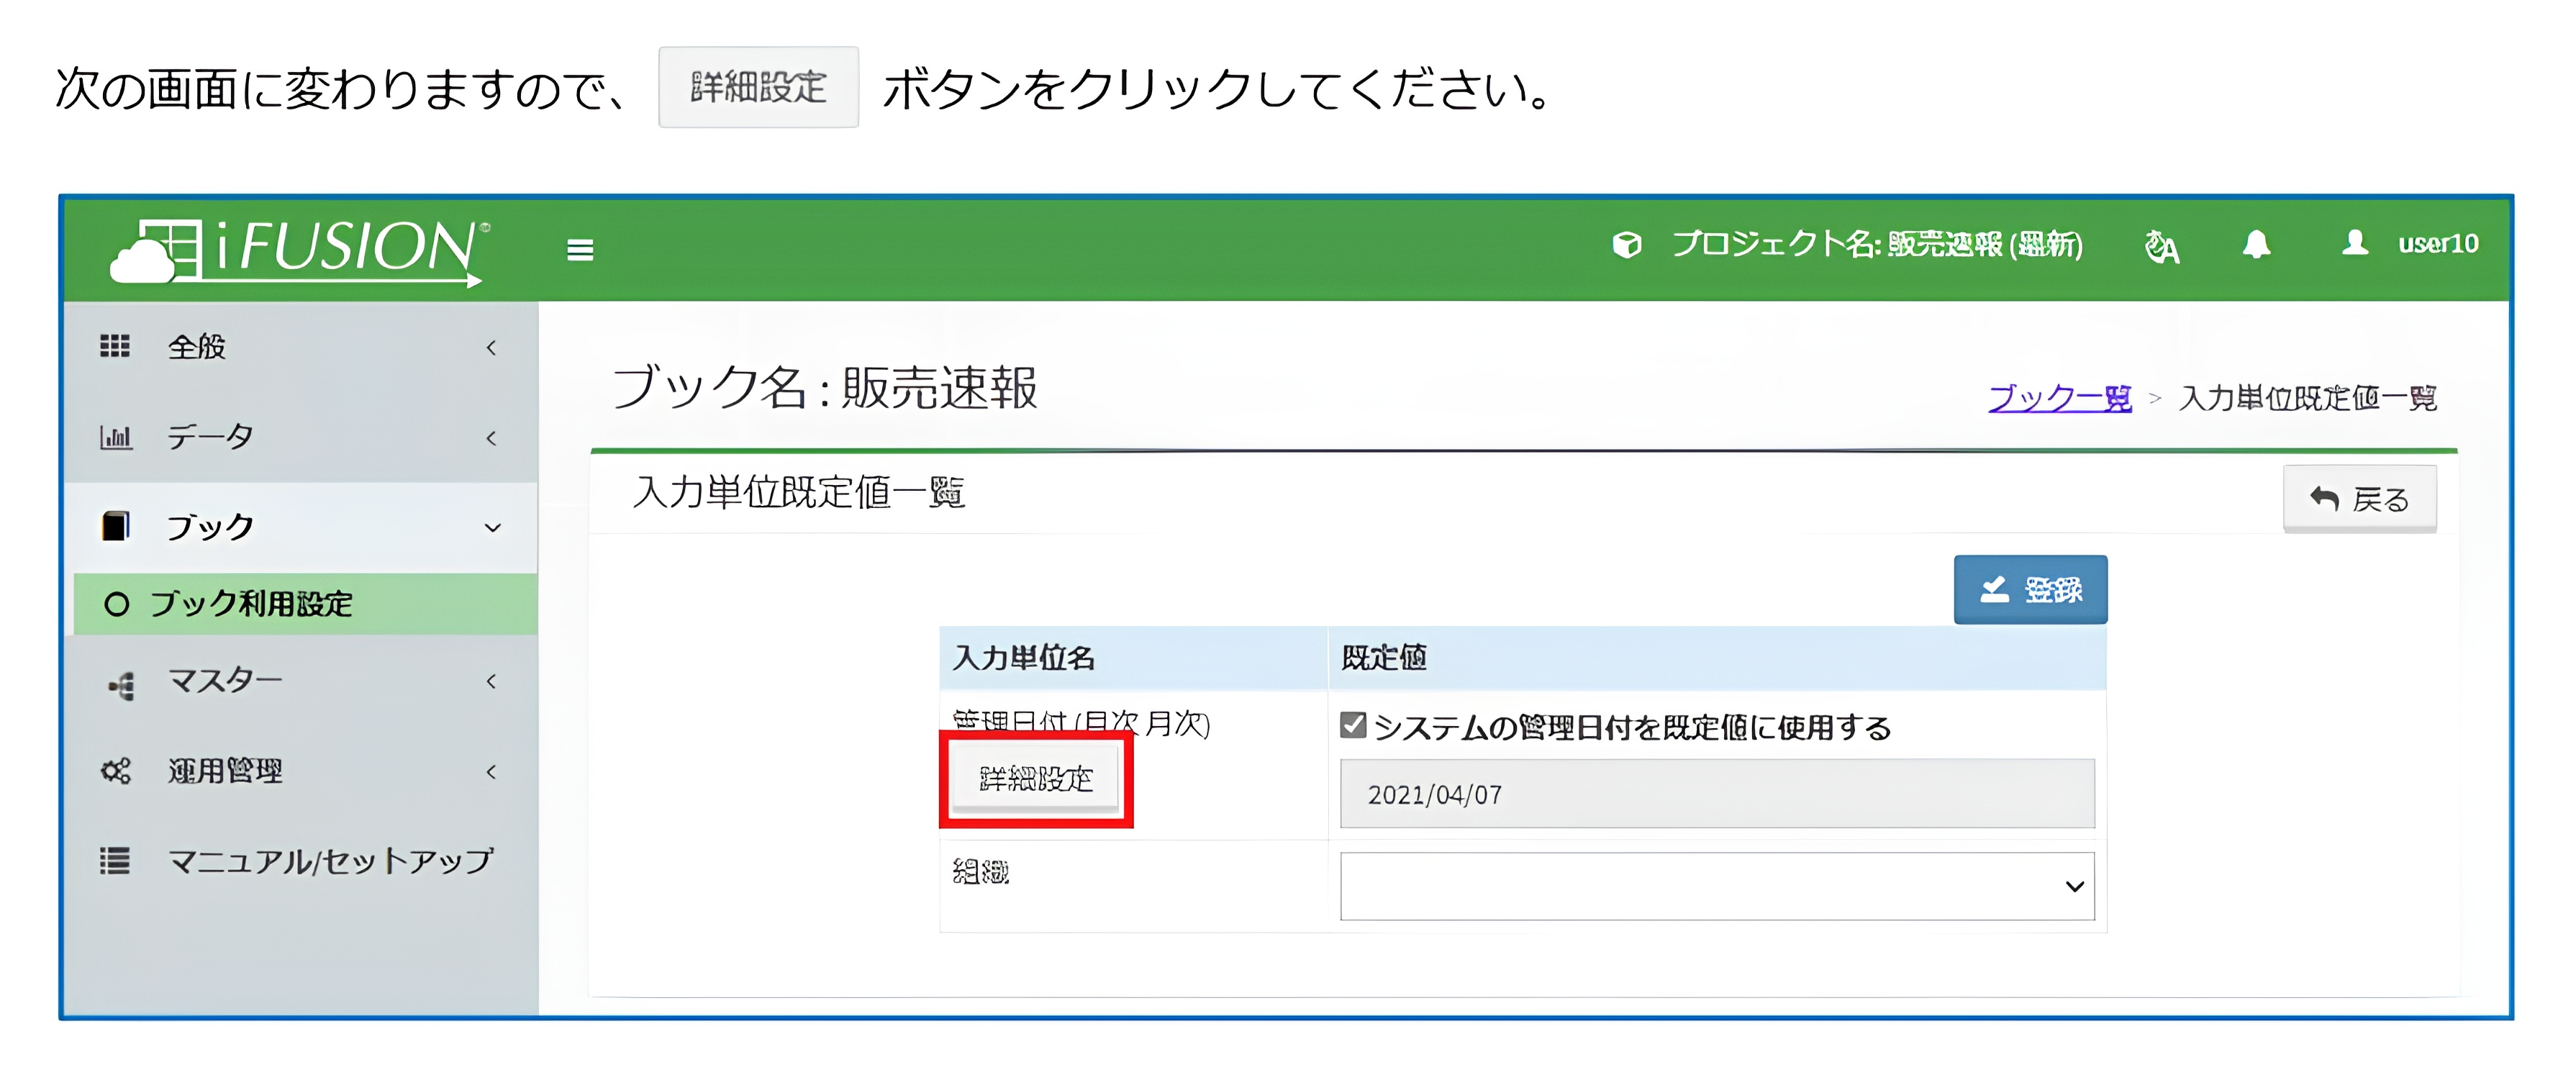 次の画面に変わりますので、 詳細設定 ボタンをクリックしてください。
iFUSION®
プロジェクト名: 販売速報 (最新)
user10
全般
データ
ブック
ブック利用設定
マスター
運用管理
マニュアル/セットアップ
ブック名 : 販売速報
ブック一覧 > 入力単位既定値一覧
入力単位既定値一覧
戻る
登録
入力単位名 既定値
管理日付 (月次 月次)
システムの管理日付を既定値に使用する
詳細設定
2021/04/07
組織